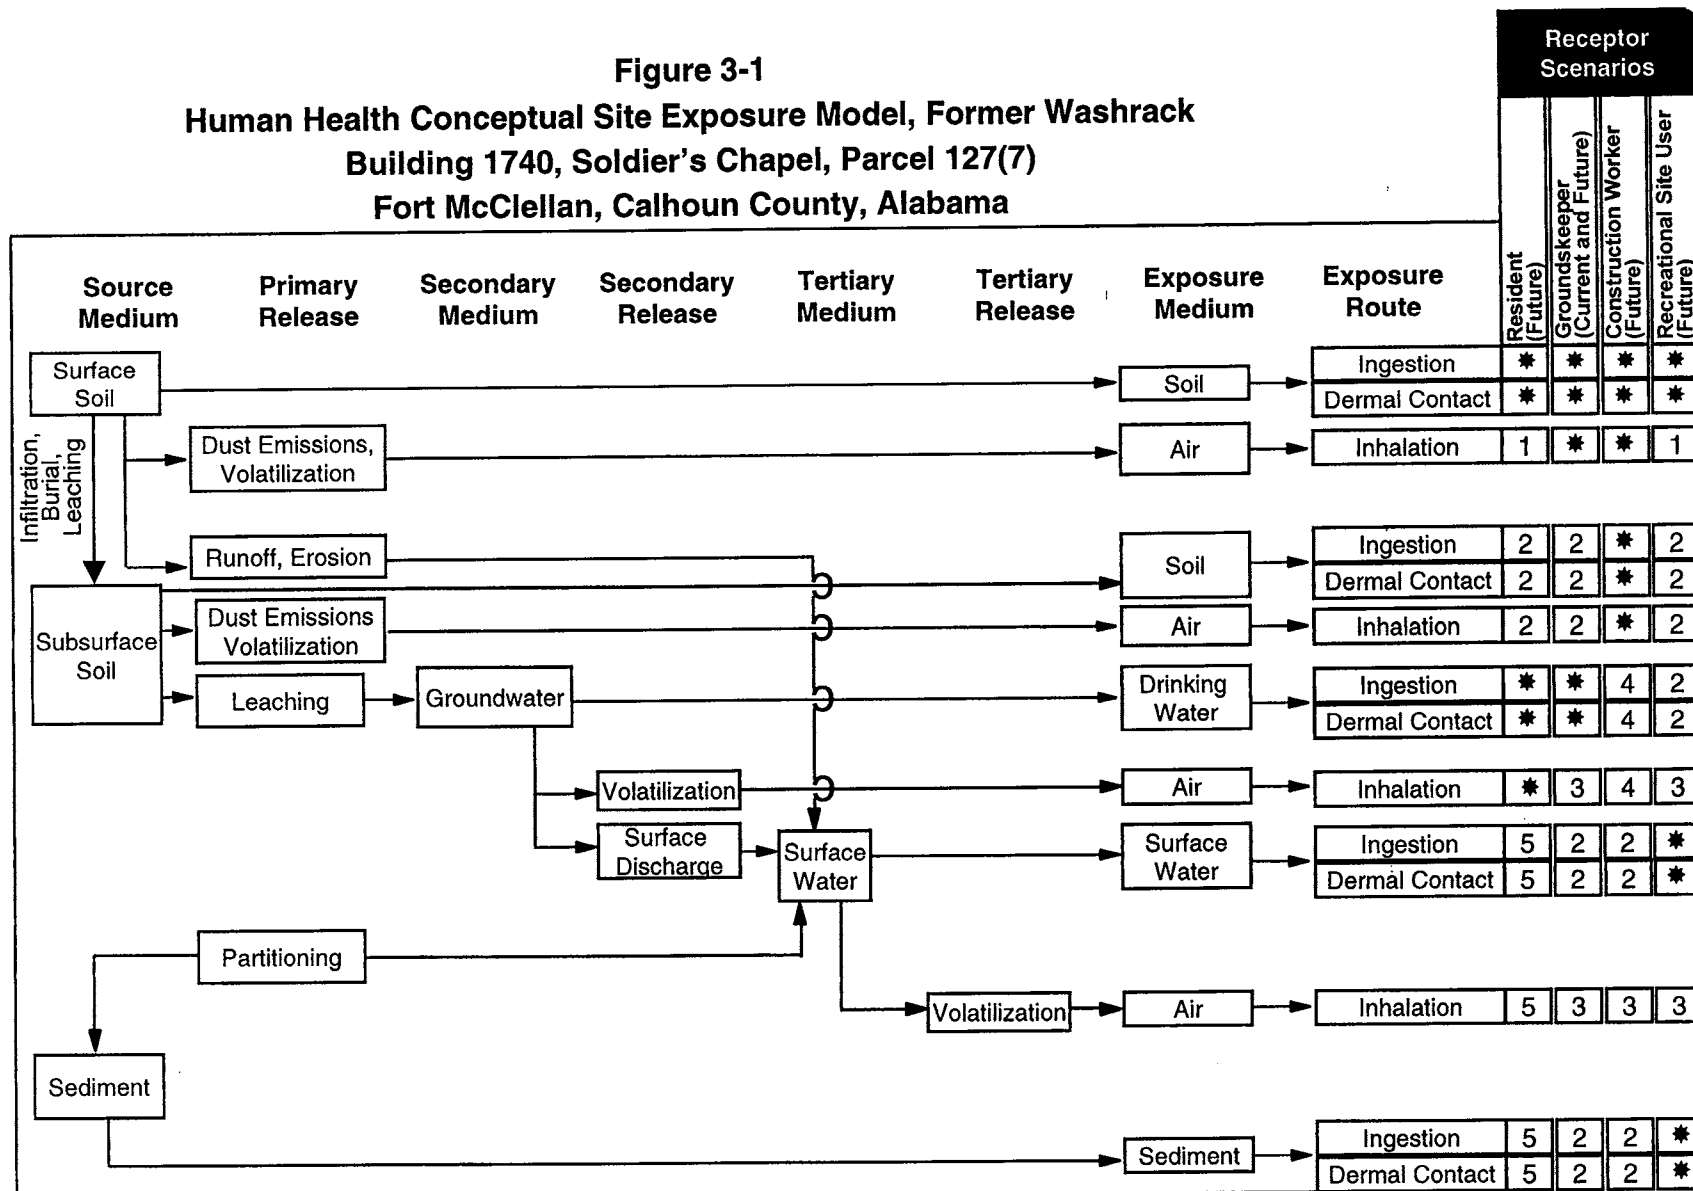 Figure 3-1
Human Health Conceptual Site Exposure Model, Former Washrack
Building 1740, Soldier's Chapel, Parcel 127(7)
Fort McClellan, Calhoun County, Alabama
Receptor
Scenarios
Resident
(Future)
Groundskeeper
(Current and Future)
Construction Worker
(Future)
Recreational Site User
(Future)
Source
Medium
Primary
Release
Secondary
Medium
Secondary
Release
Tertiary
Medium
Tertiary
Release
Exposure
Medium
Exposure
Route
Surface
Soil
Soil
Ingestion * * * *
Dermal Contact * * * *
Infiltration,
Burial,
Leaching
Dust Emissions,
Volatilization
Air
Inhalation 1 * * 1
Runoff, Erosion
Soil
Ingestion 2 2 * 2
Dermal Contact 2 2 * 2
Subsurface
Soil
Dust Emissions
Volatilization
Air
Inhalation 2 2 * 2
Leaching
Groundwater
Drinking
Water
Ingestion * * 4 2
Dermal Contact * * 4 2
Volatilization
Air
Inhalation * 3 4 3
Surface
Discharge
Surface
Water
Surface
Water
Ingestion 5 2 2 *
Dermal Contact 5 2 2 *
Partitioning
Volatilization
Air
Inhalation 5 3 3 3
Sediment
Sediment
Ingestion 5 2 2 *
Dermal Contact 5 2 2 *